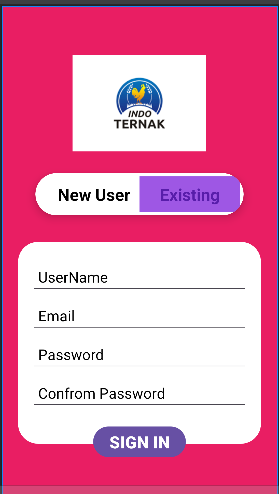 INDO
TERNAK
New User Existing
UserName
Email
Password
Confrom Password
SIGN IN